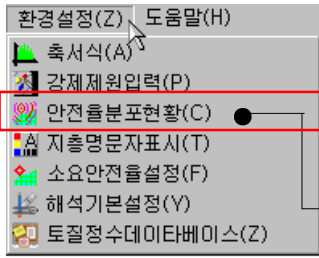 환경설정(Z) 도움말(H)
축서식(A)
강제제원입력(P)
안전율분포현황(C)
지층명문자표시(T)
소요안전율설정(F)
해석기본설정(Y)
토질정수데이타베이스(Z)